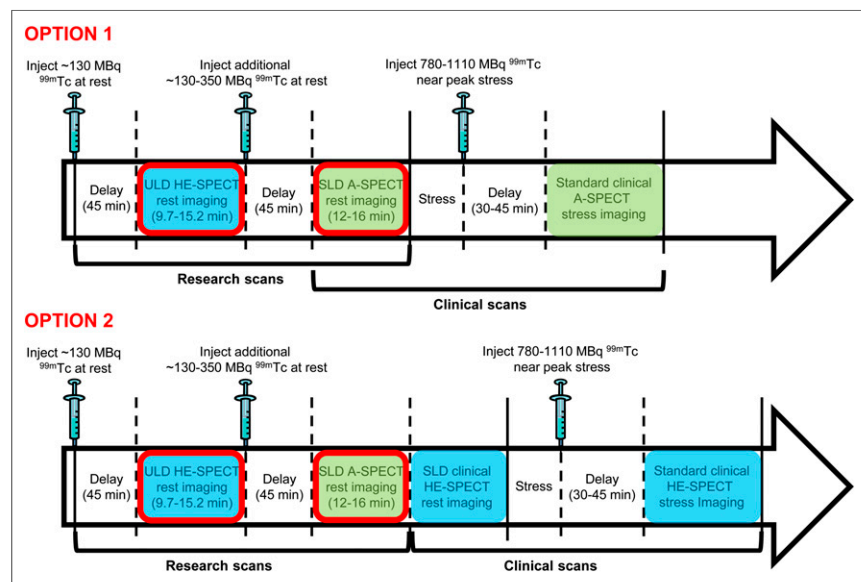 OPTION 1
Inject ~130 MBq
99mTc at rest
Inject additional
~130-350 MBq 99mTc at rest
Inject 780-1110 MBq 99mTc
near peak stress
Delay
(45 min)
ULD HE-SPECT
rest imaging
(9.7-15.2 min)
Delay
(45 min)
SLD A-SPECT
rest imaging
(12-16 min)
Stress
Delay
(30-45 min)
Standard clinical
A-SPECT
stress imaging
Research scans
Clinical scans
OPTION 2
Inject ~130 MBq
99mTc at rest
Inject additional
~130-350 MBq 99mTc at rest
Inject 780-1110 MBq 99mTc
near peak stress
Delay
(45 min)
ULD HE-SPECT
rest imaging
(9.7-15.2 min)
Delay
(45 min)
SLD A-SPECT
rest imaging
(12-16 min)
SLD clinical
HE-SPECT
rest imaging
Stress
Delay
(30-45 min)
Standard clinical
HE-SPECT
stress Imaging
Research scans
Clinical scans